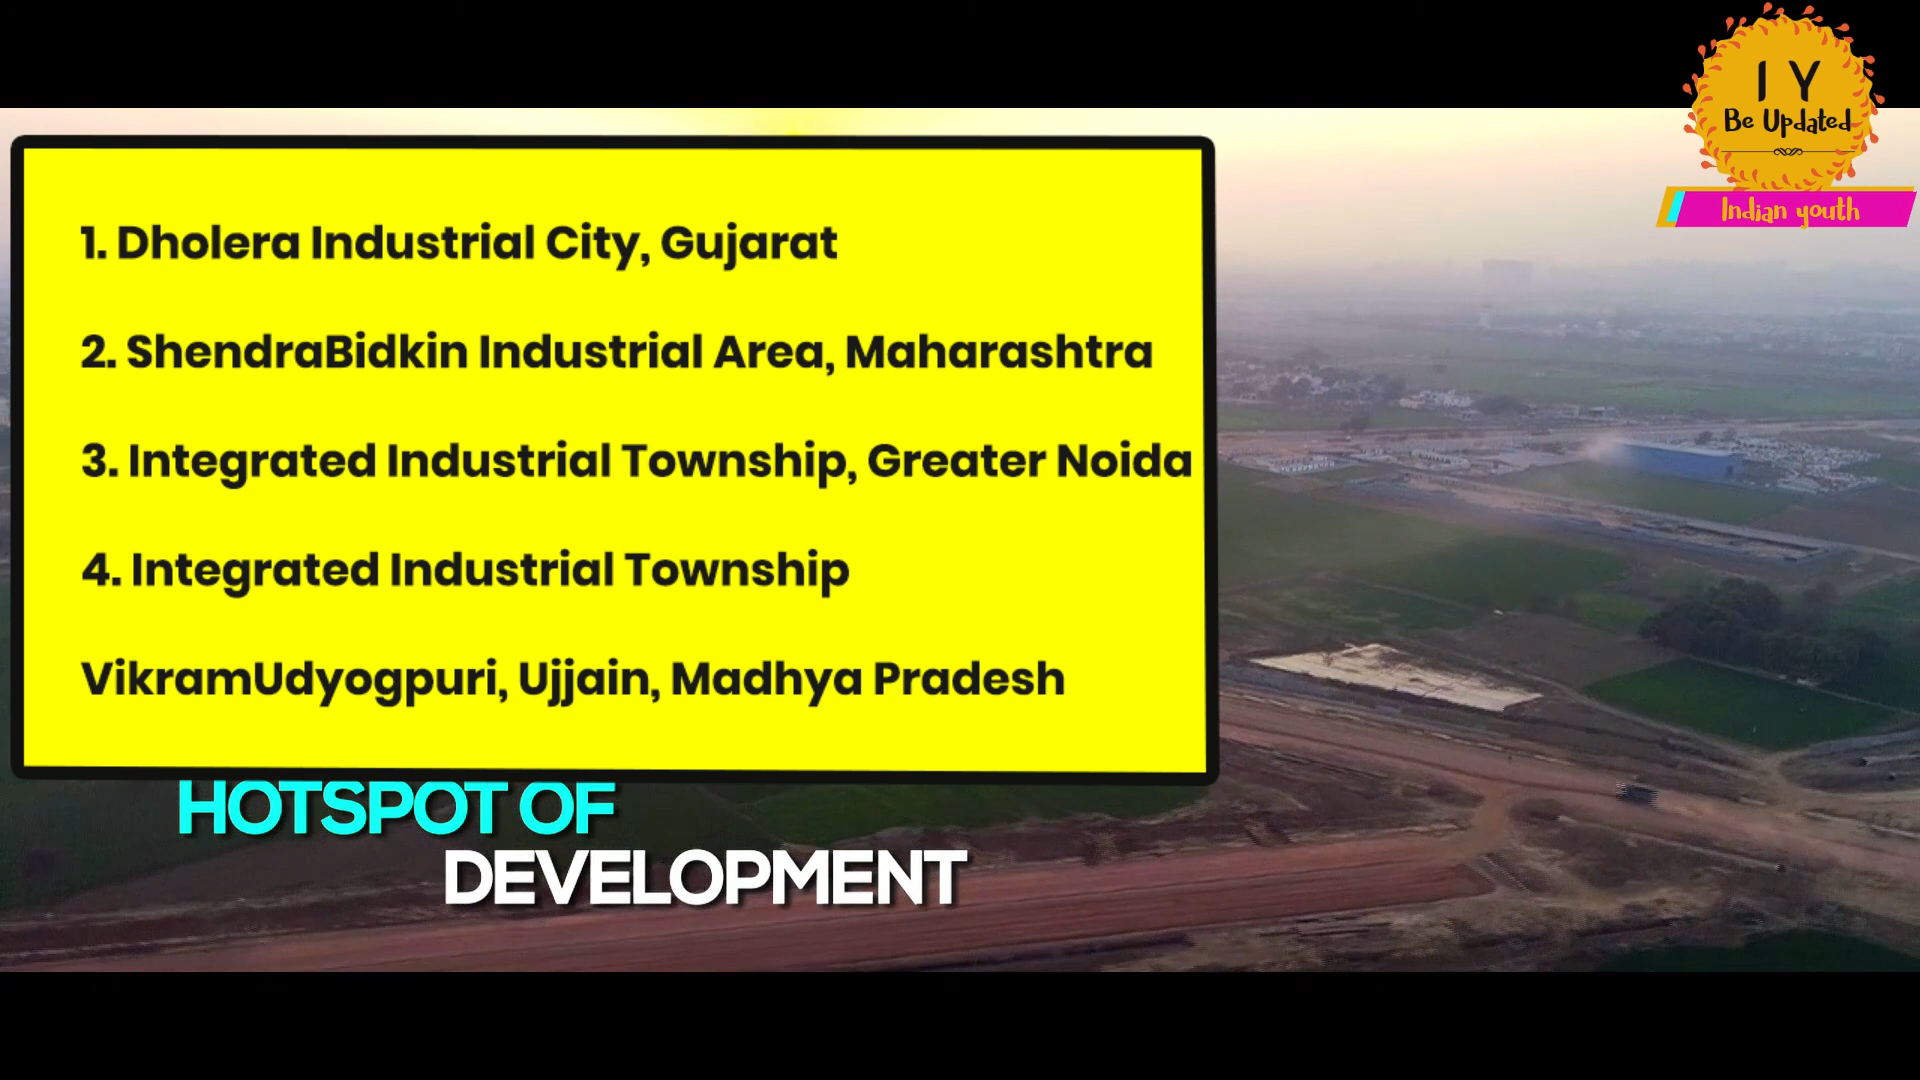 I Y
Be Updated
Indian youth
1. Dholera Industrial City, Gujarat
2. ShendraBidkin Industrial Area, Maharashtra
3. Integrated Industrial Township, Greater Noida
4. Integrated Industrial Township
VikramUdyogpuri, Ujjain, Madhya Pradesh
HOTSPOT OF
DEVELOPMENT